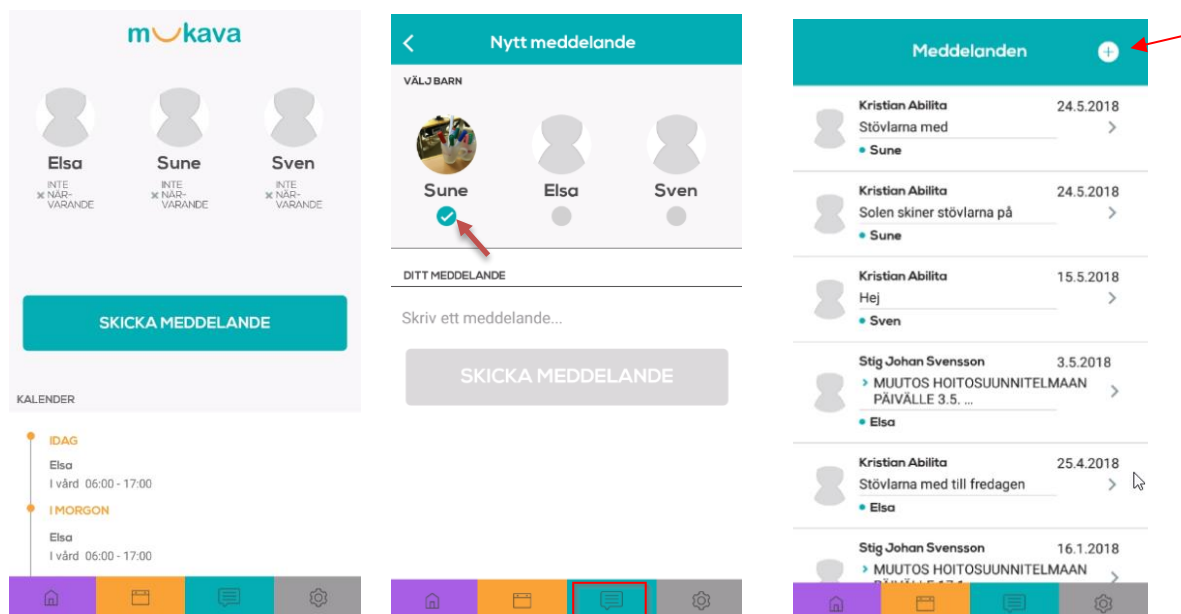 mukava
Elsa
Sune
Sven
INTE
NÄR-
VARANDE
INTE
NÄR-
VARANDE
INTE
NÄR-
VARANDE
SKICKA MEDDELANDE
KALENDER
IDAG
Elsa
I vård 06:00 - 17:00
I MORGON
Elsa
I vård 06:00 - 17:00
Nytt meddelande
VÄLJ BARN
Sune
Elsa
Sven
DITT MEDDELANDE
Skriv ett meddelande...
SKICKA MEDDELANDE
Meddelanden
Kristian Abilita 24.5.2018
Stövlarna med
Sune
Kristian Abilita 24.5.2018
Solen skiner stövlarna på
Sune
Kristian Abilita 15.5.2018
Hej
Sven
Stig Johan Svensson 3.5.2018
MUUTOS HOITOSUUNNITELMAAN
PÄIVÄLLE 3.5. ...
Elsa
Kristian Abilita 25.4.2018
Stövlarna med till fredagen
Elsa
Stig Johan Svensson 16.1.2018
MUUTOS HOITOSUUNNITELMAAN